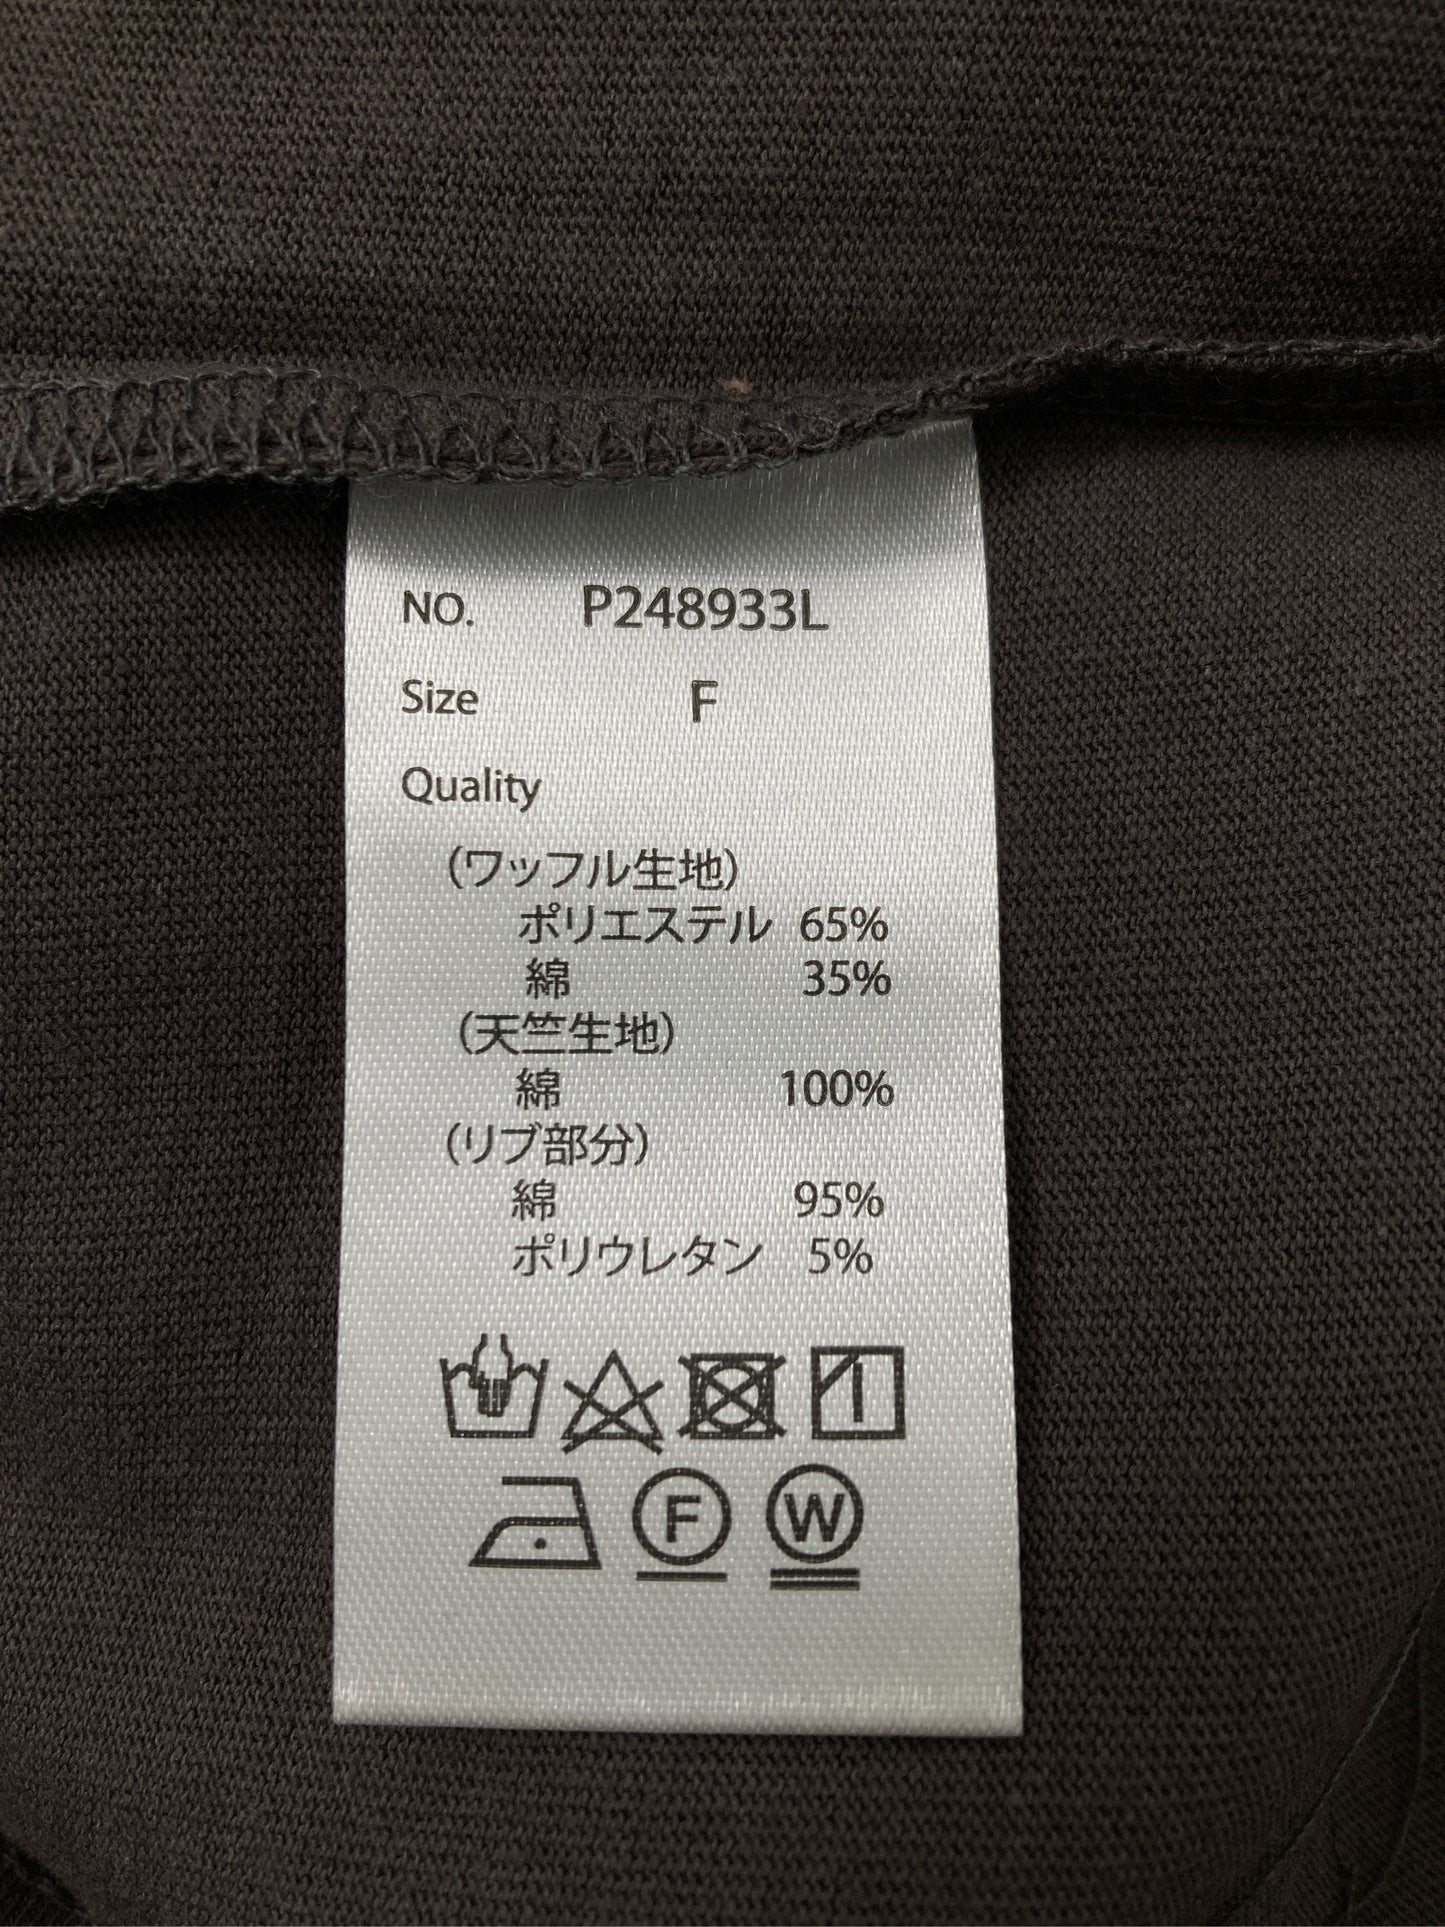 NO. P248933L
Size F
Quality
(ワッフル生地)
ポリエステル 65%
綿 35%
(天竺生地)
綿 100%
(リブ部分)
綿 95%
ポリウレタン 5%
F W